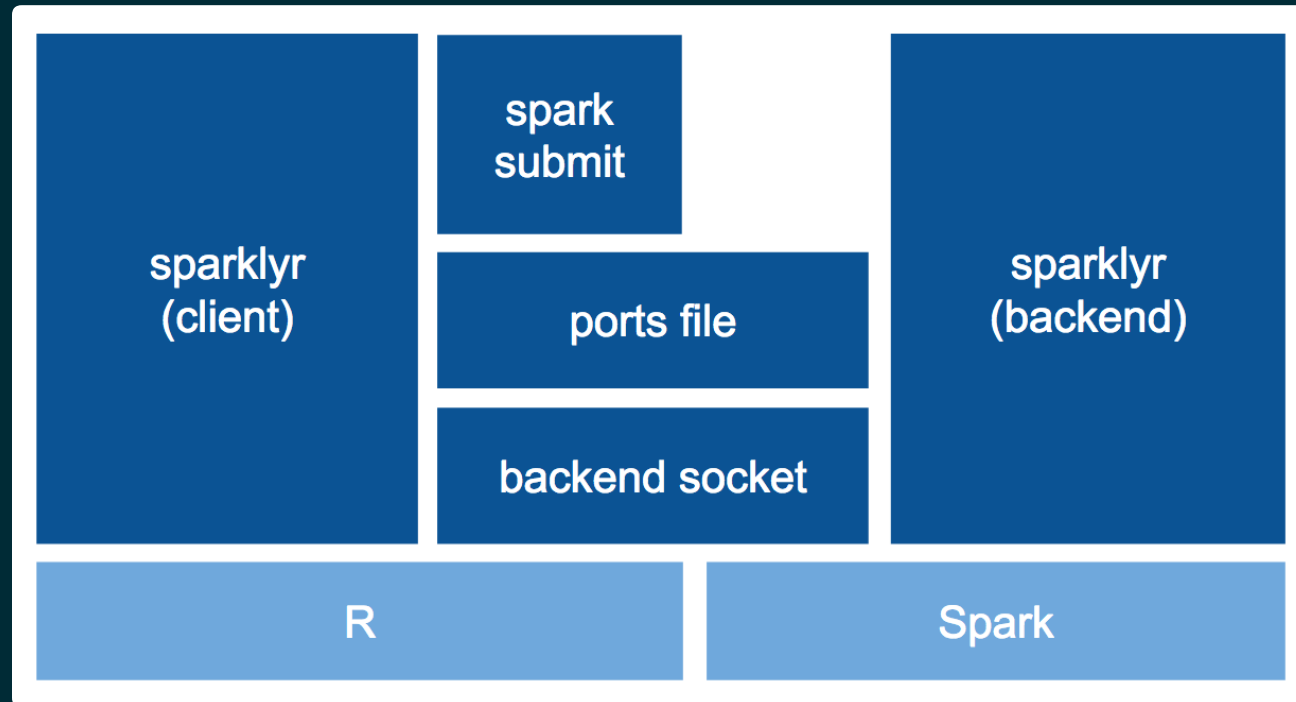 spark
submit
sparklyr
(client)
ports file
sparklyr
(backend)
backend socket
R
Spark